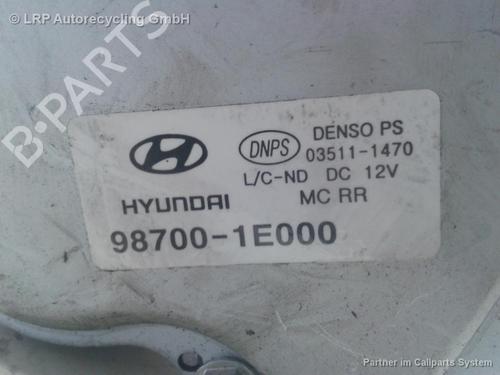 © LRP Autorecycling GmbH
B-PARTS
HYUNDAI
DNPS
DENSO PS
03511-1470
L/C-ND DC 12V
MC RR
98700-1E000
Partner im Callparts System